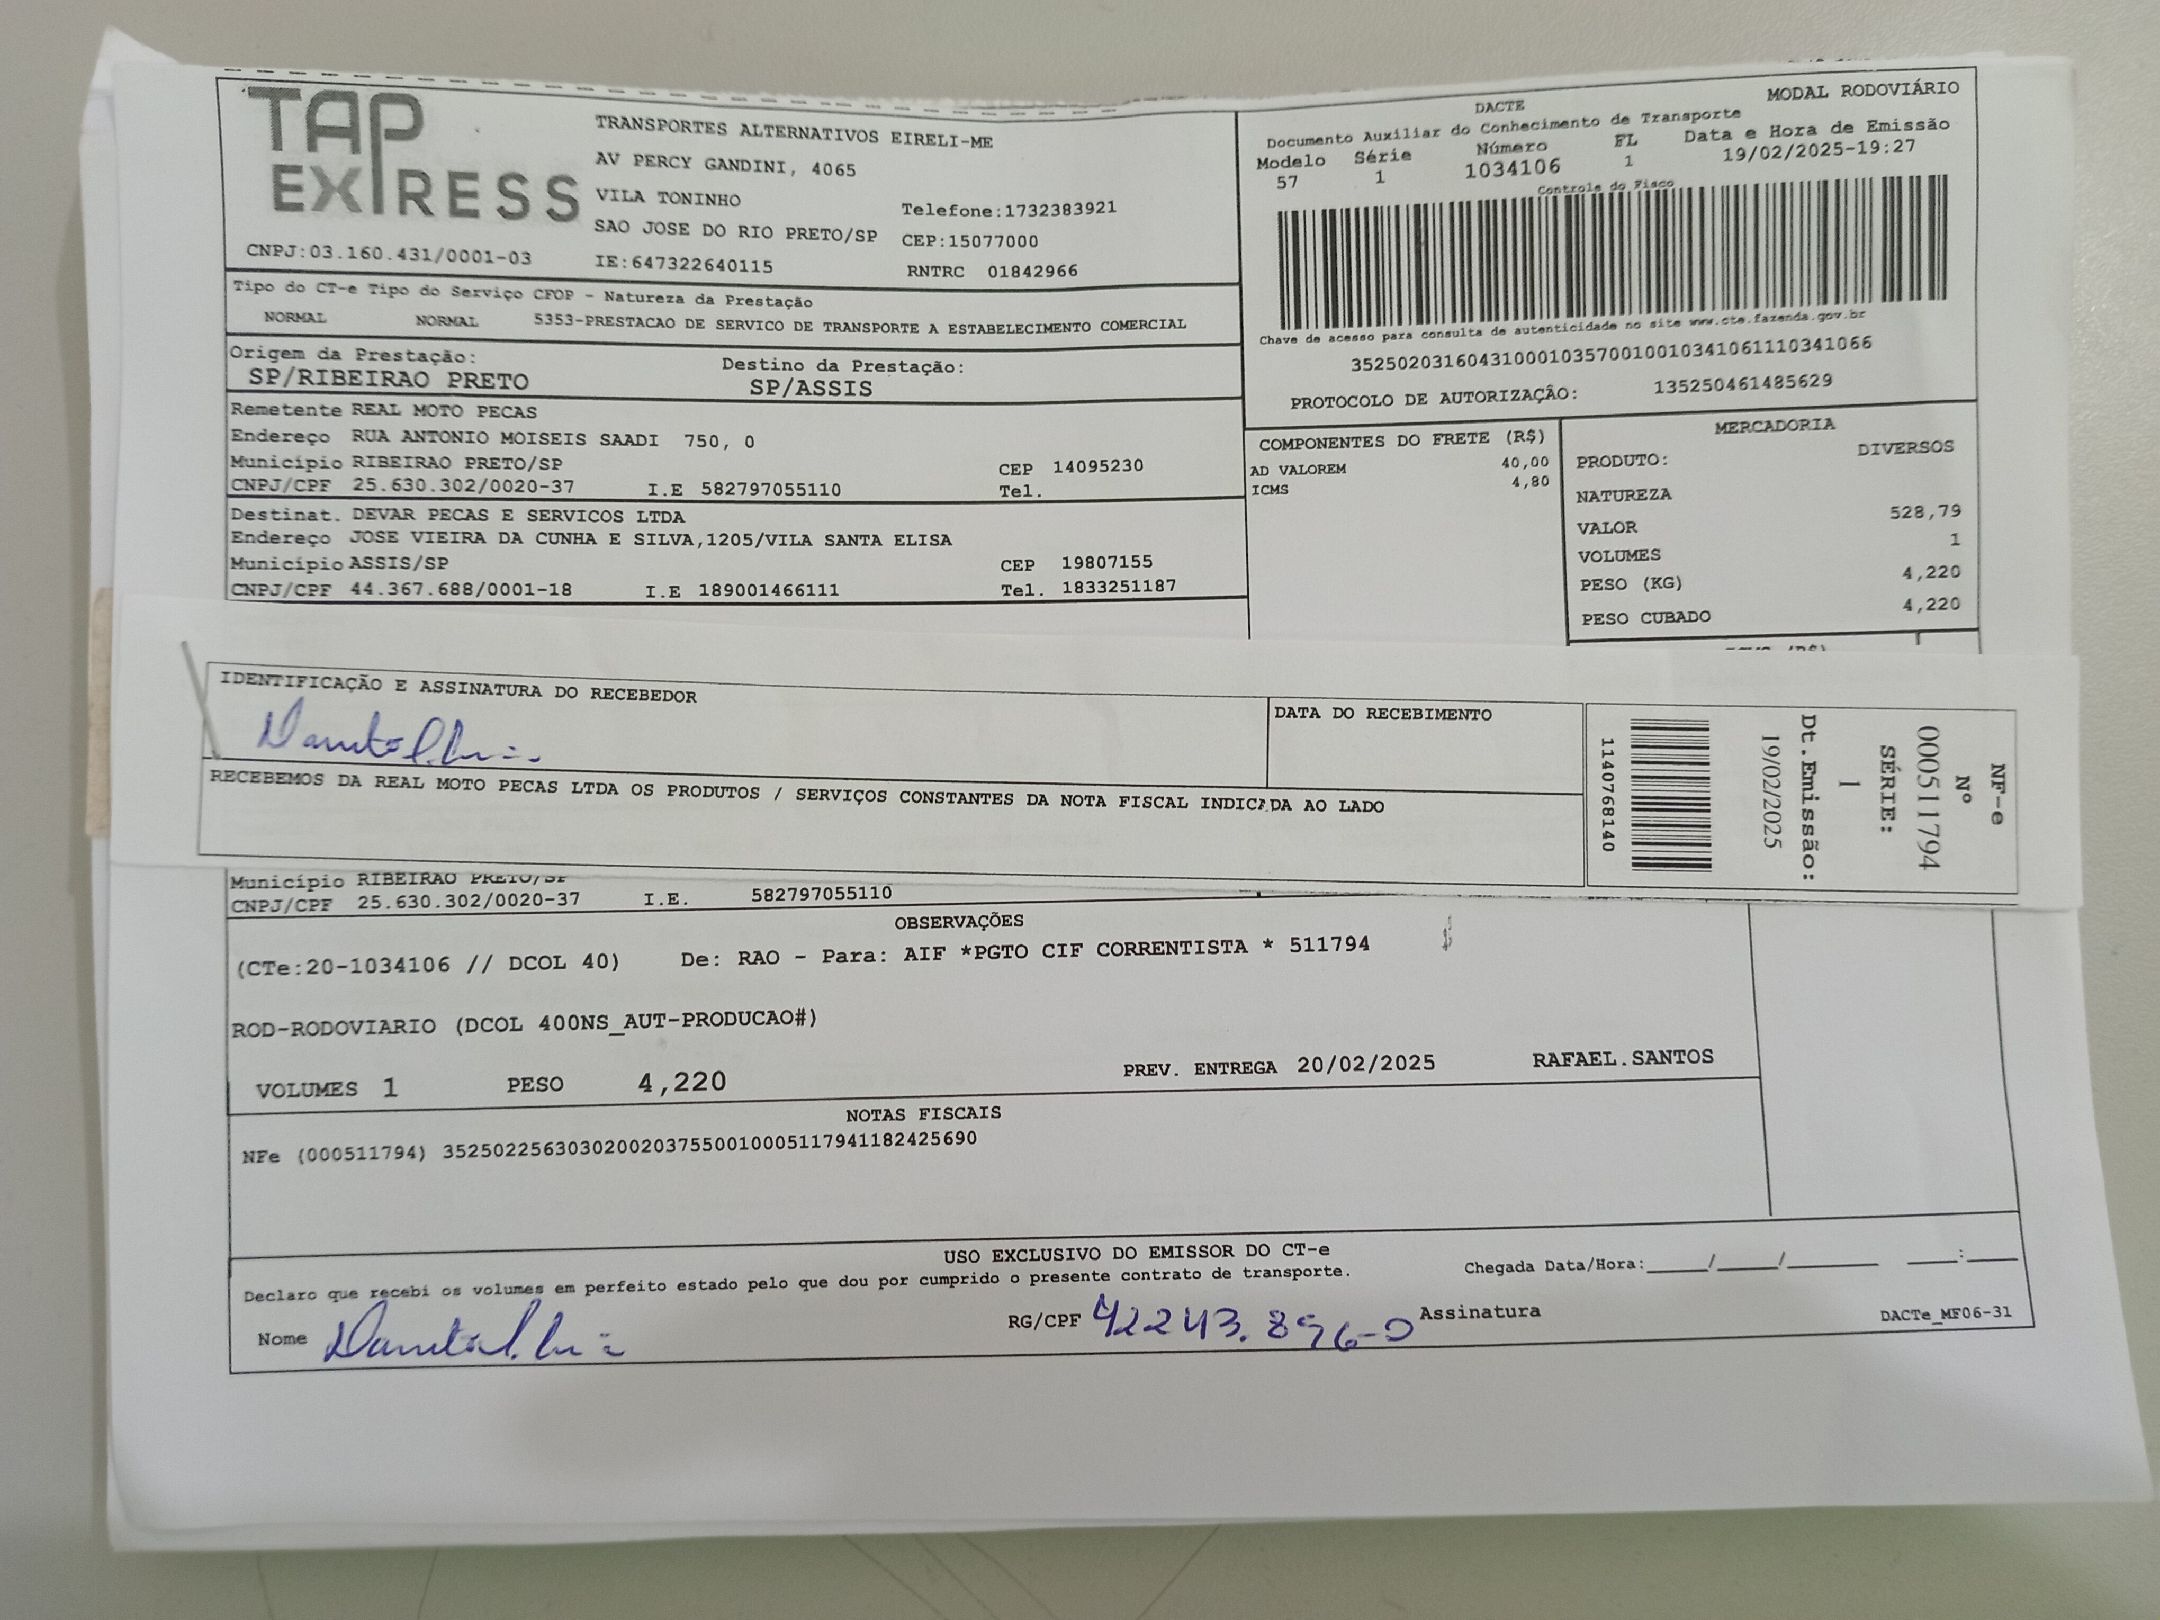 TAP
EXPRESS
CNPJ:03.160.431/0001-03
TRANSPORTES ALTERNATIVOS EIRELI-ME
AV PERCY GANDINI, 4065
VILA TONINHO
Telefone:1732383921
SAO JOSE DO RIO PRETO/SP CEP:15077000
IE:647322640115 RNTRC 01842966
DACTE MODAL RODOVIÁRIO
Documento Auxiliar do Conhecimento de Transporte
Modelo Série Número FL Data e Hora de Emissão
57 1 1034106 1 19/02/2025-19:27
Controle do Fisco
Chave de acesso para consulta de autenticidade no site www.cte.fazenda.gov.br
35250203160431000103570010010341061110341066
PROTOCOLO DE AUTORIZAÇÃO: 135250461485629
Tipo do CT-e Tipo do Serviço CFOP - Natureza da Prestação
NORMAL NORMAL 5353-PRESTACAO DE SERVICO DE TRANSPORTE A ESTABELECIMENTO COMERCIAL
Origem da Prestação: Destino da Prestação:
SP/RIBEIRAO PRETO SP/ASSIS
Remetente REAL MOTO PECAS
Endereço RUA ANTONIO MOISEIS SAADI 750, 0
Município RIBEIRAO PRETO/SP CEP 14095230
CNPJ/CPF 25.630.302/0020-37 I.E 582797055110 Tel.
Destinat. DEVAR PECAS E SERVICOS LTDA
Endereço JOSE VIEIRA DA CUNHA E SILVA,1205/VILA SANTA ELISA
Município ASSIS/SP CEP 19807155
CNPJ/CPF 44.367.688/0001-18 I.E 189001466111 Tel. 1833251187
COMPONENTES DO FRETE (R$)
AD VALOREM 40,00
ICMS 4,80
MERCADORIA
PRODUTO: DIVERSOS
NATUREZA
VALOR 528,79
VOLUMES 1
PESO (KG) 4,220
PESO CUBADO 4,220
IDENTIFICAÇÃO E ASSINATURA DO RECEBEDOR
DATA DO RECEBIMENTO
RECEBEMOS DA REAL MOTO PECAS LTDA OS PRODUTOS / SERVIÇOS CONSTANTES DA NOTA FISCAL INDICADA AO LADO
NF-e
Nº
000511794
SÉRIE:
1
Dt.Emissão:
19/02/2025
1140768140
Município RIBEIRAO PRETO/SP
CNPJ/CPF 25.630.302/0020-37 I.E. 582797055110
OBSERVAÇÕES
(CTe:20-1034106 // DCOL 40) De: RAO - Para: AIF *PGTO CIF CORRENTISTA * 511794
ROD-RODOVIARIO (DCOL 400NS_AUT-PRODUCAO#)
VOLUMES 1 PESO 4,220 PREV. ENTREGA 20/02/2025 RAFAEL.SANTOS
NOTAS FISCAIS
NFe (000511794) 35250225630302002037550010005117941182425690
USO EXCLUSIVO DO EMISSOR DO CT-e
Declaro que recebi os volumes em perfeito estado pelo que dou por cumprido o presente contrato de transporte.
Chegada Data/Hora:____/____/______ ____:____
Nome RG/CPF 42243.896-0 Assinatura
DACTe_MF06-31